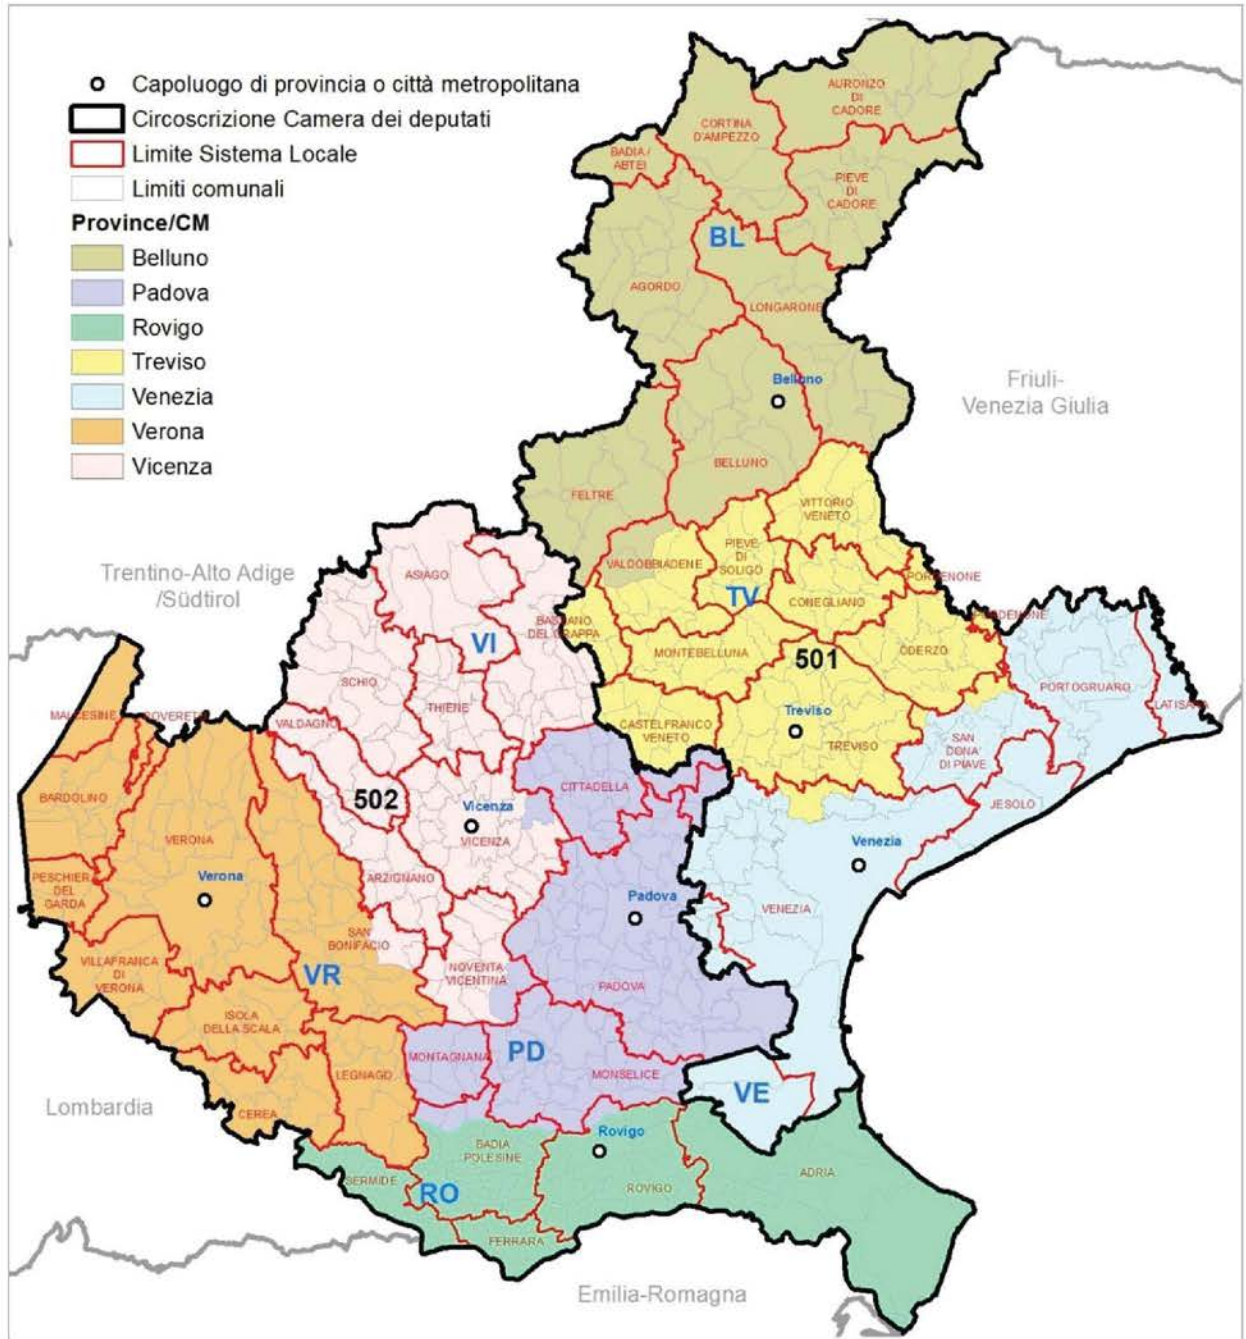 Capoluogo di provincia o città metropolitana
Circoscrizione Camera dei deputati
Limite Sistema Locale
Limiti comunali
Province/CM
Belluno
Padova
Rovigo
Treviso
Venezia
Verona
Vicenza
AURONZO
DI
CADORE
CORTINA
D'AMPEZZO
BADIA /
ABTEI
PIEVE
DI
CADORE
BL
AGORDO
LONGARONE
Friuli-
Venezia Giulia
Belluno
BELLUNO
FELTRE
VITTORIO
VENETO
Trentino-Alto Adige
/Südtirol
ASIAGO
VALDOBBIADENE
PIEVE
DI
SOLIGO
TV
CONEGLIANO
PORDENONE
PORDENONE
BASSANO
DEL GRAPPA
VI
MONTEBELLUNA
501
ODERZO
PORTOGRUARO
LATISANA
SCHIO
THIENE
VALDAGNO
MALCESINE
ROVERETO
CASTELFRANCO
VENETO
Treviso
TREVISO
SAN
DONA'
DI PIAVE
JESOLO
BARDOLINO
VERONA
502
Vicenza
VICENZA
CITTADELLA
Venezia
VENEZIA
PESCHIERA
DEL
GARDA
Verona
ARZIGNANO
Padova
PADOVA
SAN
BONIFACIO
VR
VILLAFRANCA
DI
VERONA
NOVENTA
VICENTINA
ISOLA
DELLA SCALA
LEGNAGO
MONTAGNANA
PD
MONSELICE
VE
Lombardia
CEREA
Rovigo
ROVIGO
BADIA
POLESINE
ADRIA
SERMIDE
RO
FERRARA
Emilia-Romagna